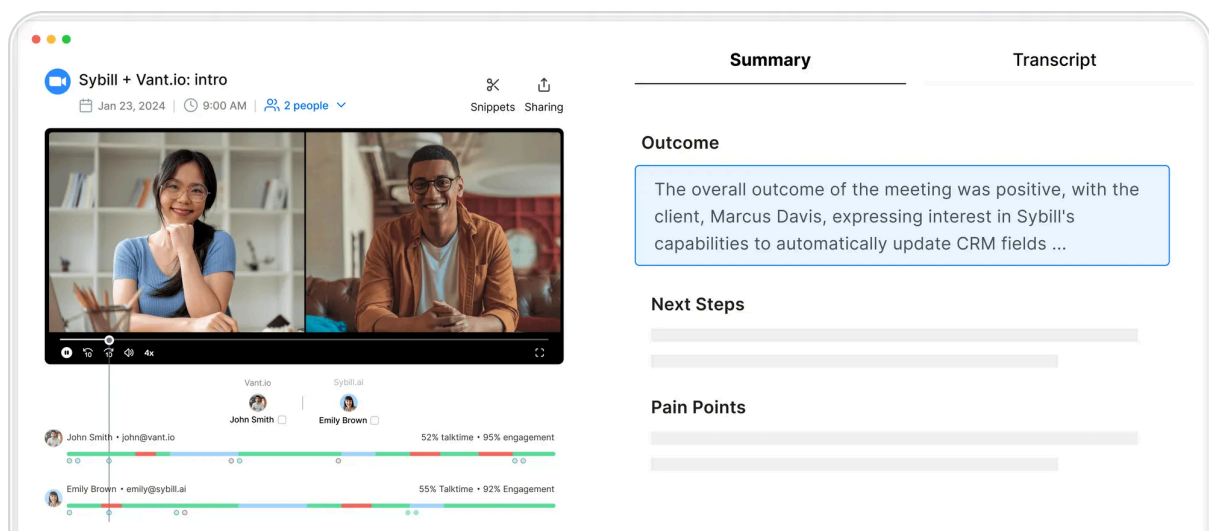 Sybill + Vant.io: intro
Jan 23, 2024 | 9:00 AM | 2 people
Snippets Sharing
10 10 4x
Vant.io Sybill.ai
John Smith Emily Brown
John Smith • john@vant.io 52% talktime • 95% engagement
Emily Brown • emily@sybill.ai 55% Talktime • 92% Engagement
Summary Transcript
Outcome
The overall outcome of the meeting was positive, with the
client, Marcus Davis, expressing interest in Sybill's
capabilities to automatically update CRM fields ...
Next Steps
Pain Points